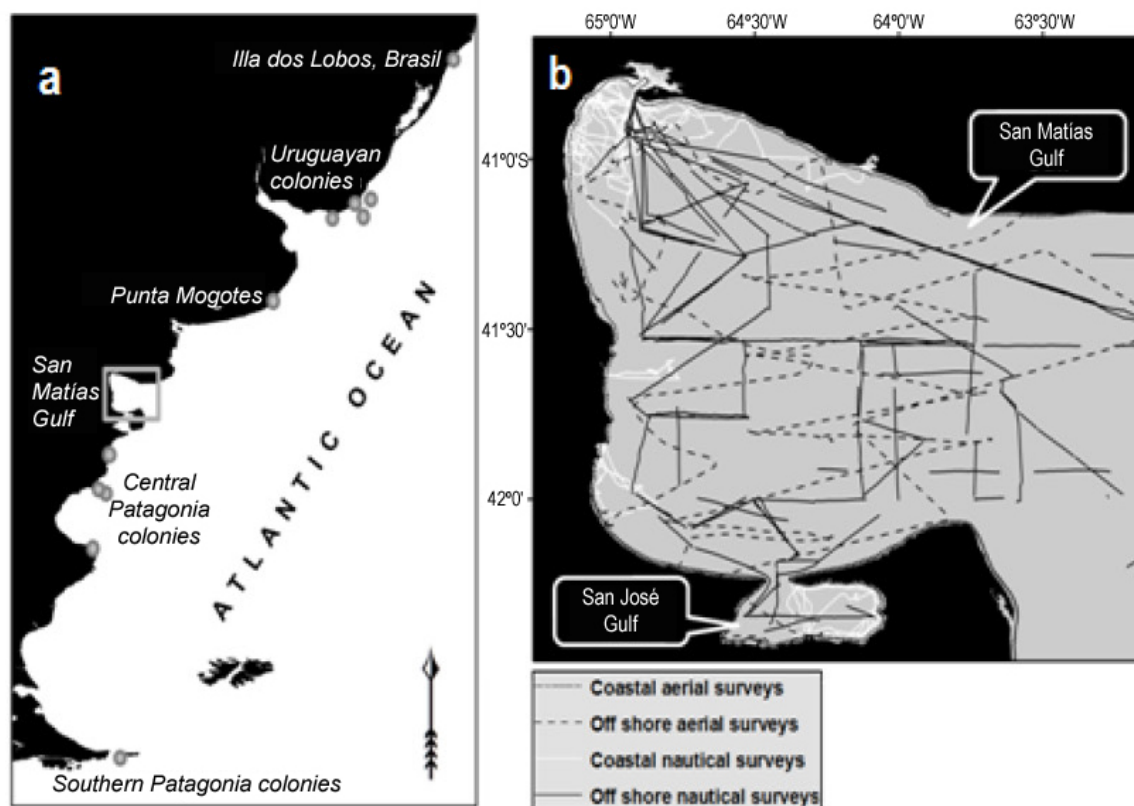 a
Illa dos Lobos, Brasil
Uruguayan
colonies
Punta Mogotes
San
Matías
Gulf
Central
Patagonia
colonies
ATLANTIC OCEAN
Southern Patagonia colonies
65º0'W 64º30'W 64º0'W 63º30'W
b
San Matías
Gulf
41º0'S
41º30'S
42º0'
San José
Gulf
Coastal aerial surveys
Off shore aerial surveys
Coastal nautical surveys
Off shore nautical surveys